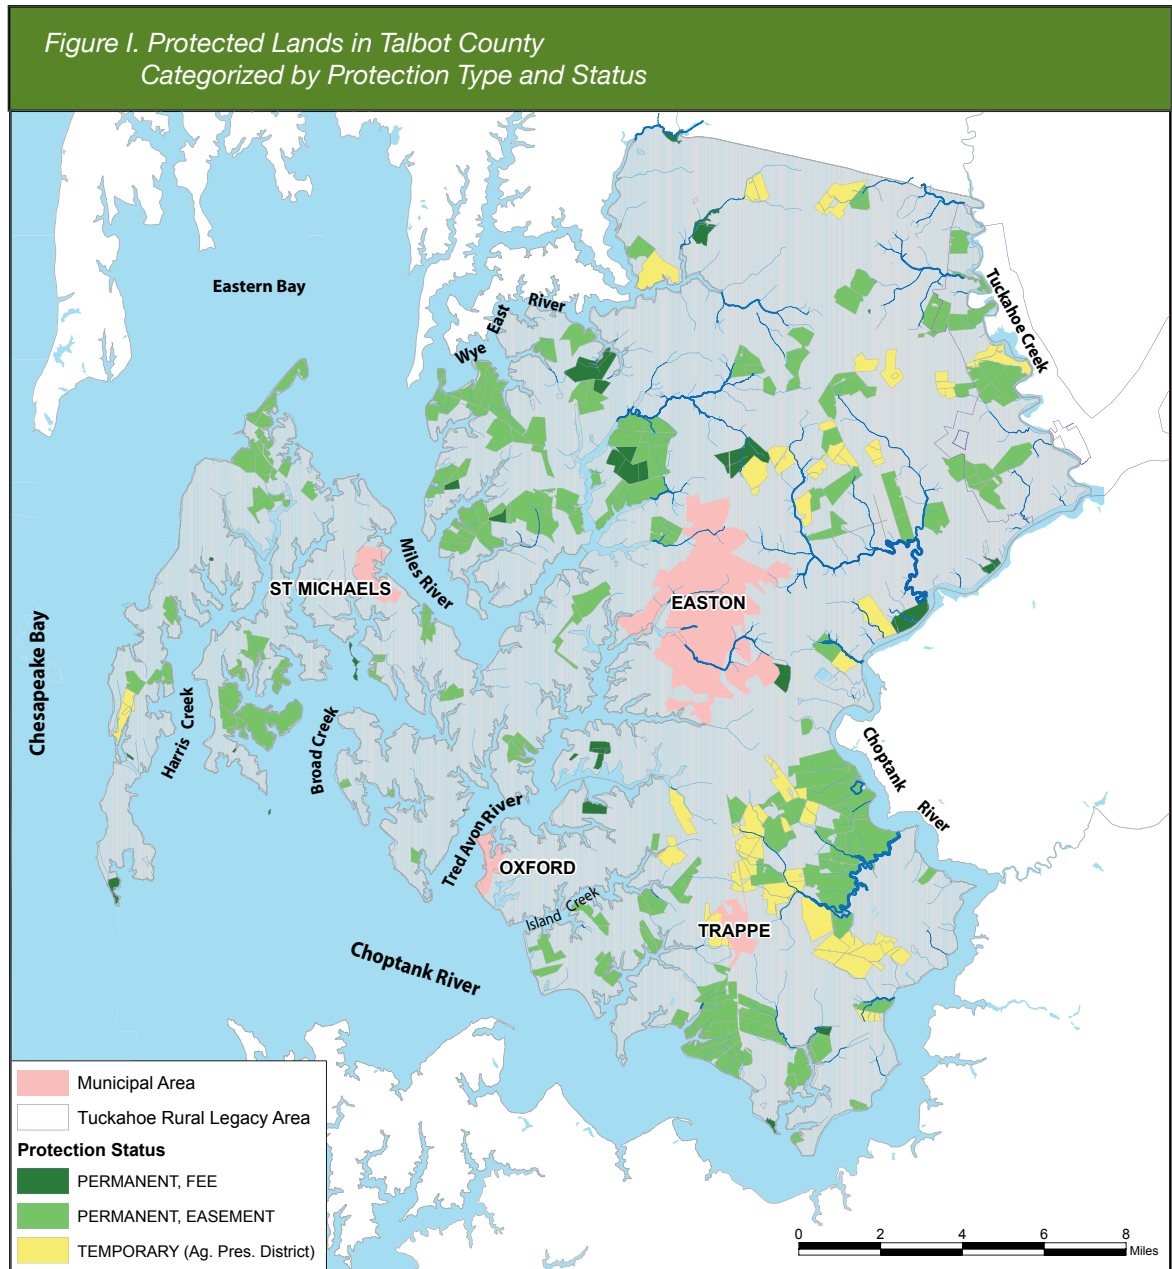 Figure I. Protected Lands in Talbot County
Categorized by Protection Type and Status
Eastern Bay
Wye East River
Tuckahoe Creek
Miles River
ST MICHAELS
EASTON
Chesapeake Bay
Harris Creek
Broad Creek
Choptank River
Tred Avon River
OXFORD
Island Creek
TRAPPE
Choptank River
Municipal Area
Tuckahoe Rural Legacy Area
Protection Status
PERMANENT, FEE
PERMANENT, EASEMENT
TEMPORARY (Ag. Pres. District)
0 2 4 6 8
Miles